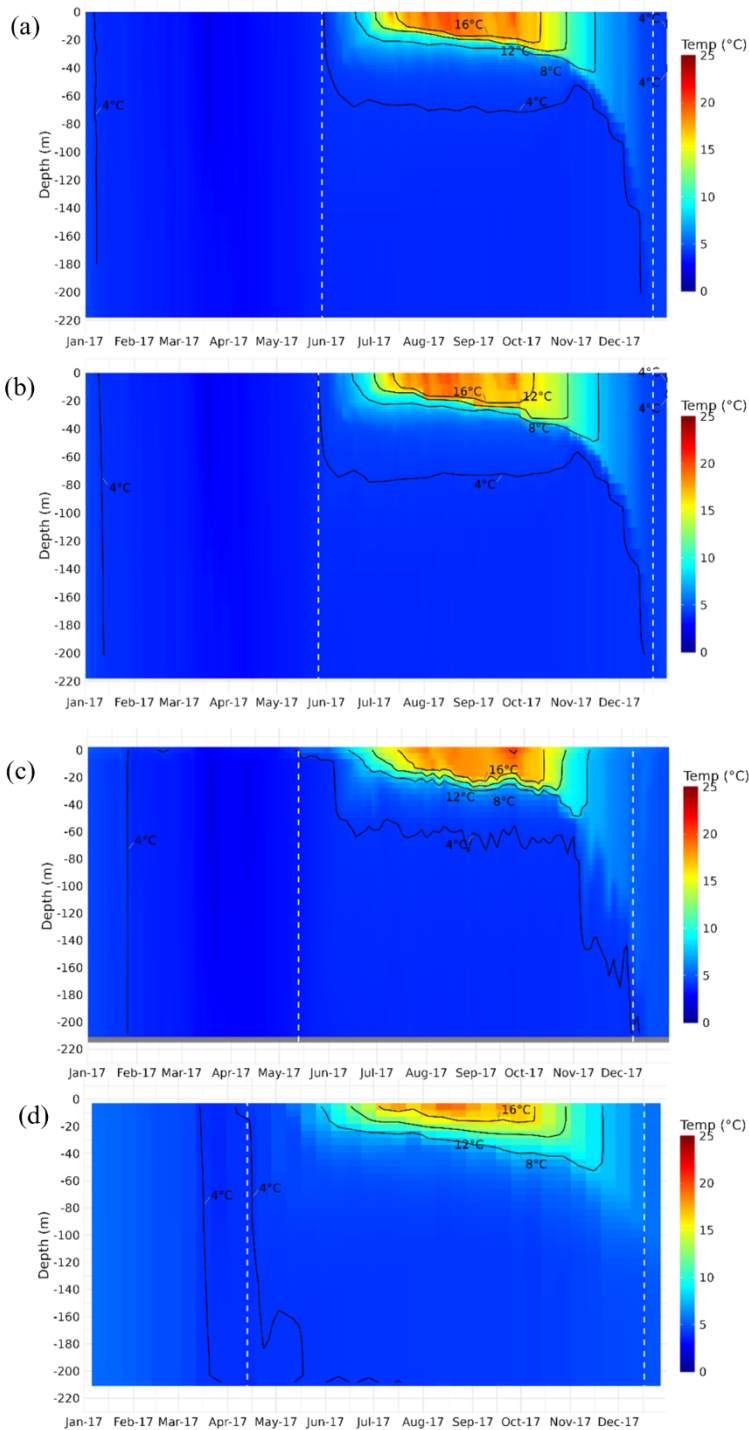 (a)
0
-20
-40
-60
-80
-100
-120
-140
-160
-180
-200
-220
Depth (m)
4°C
16°C
12°C
8°C
4°C
4°C
4°C
Temp (°C)
25
20
15
10
5
0
Jan-17 Feb-17 Mar-17 Apr-17 May-17 Jun-17 Jul-17 Aug-17 Sep-17 Oct-17 Nov-17 Dec-17
(b)
0
-20
-40
-60
-80
-100
-120
-140
-160
-180
-200
-220
Depth (m)
4°C
16°C
12°C
8°C
4°C
4°C
4°C
Temp (°C)
25
20
15
10
5
0
Jan-17 Feb-17 Mar-17 Apr-17 May-17 Jun-17 Jul-17 Aug-17 Sep-17 Oct-17 Nov-17 Dec-17
(c)
0
-20
-40
-60
-80
-100
-120
-140
-160
-180
-200
-220
Depth (m)
4°C
16°C
12°C
8°C
4°C
Temp (°C)
25
20
15
10
5
0
Jan-17 Feb-17 Mar-17 Apr-17 May-17 Jun-17 Jul-17 Aug-17 Sep-17 Oct-17 Nov-17 Dec-17
(d)
0
-20
-40
-60
-80
-100
-120
-140
-160
-180
-200
-220
Depth (m)
4°C
4°C
16°C
12°C
8°C
Temp (°C)
25
20
15
10
5
0
Jan-17 Feb-17 Mar-17 Apr-17 May-17 Jun-17 Jul-17 Aug-17 Sep-17 Oct-17 Nov-17 Dec-17